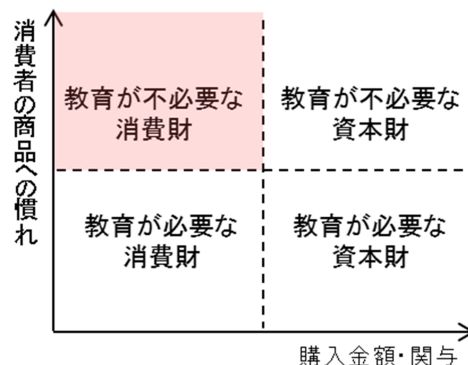 消費者の商品への慣れ
教育が不必要な
消費財
教育が不必要な
資本財
教育が必要な
消費財
教育が必要な
資本財
購入金額・関与